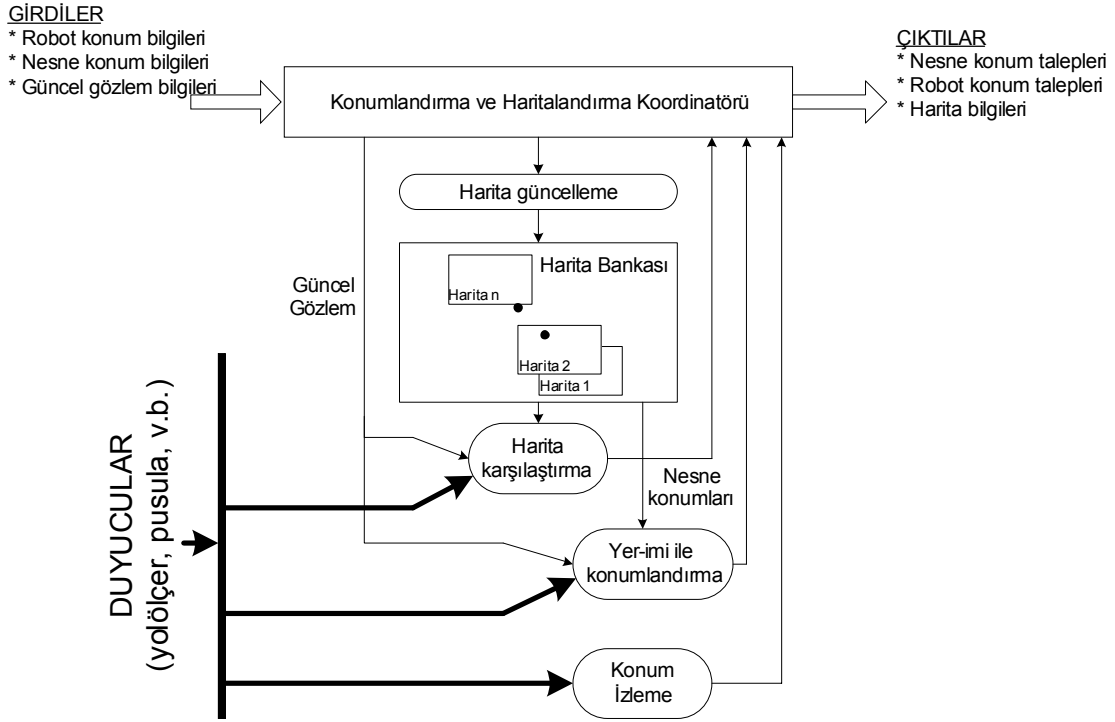 GİRDİLER
* Robot konum bilgileri
* Nesne konum bilgileri
* Güncel gözlem bilgileri
Konumlandırma ve Haritalandırma Koordinatörü
ÇIKTILAR
* Nesne konum talepleri
* Robot konum talepleri
* Harita bilgileri
Harita güncelleme
Harita Bankası
Harita n
Harita 2
Harita 1
Güncel
Gözlem
Harita
karşılaştırma
Nesne
konumları
Yer-imi ile
konumlandırma
Konum
İzleme
DUYUCULAR
(yolölçer, pusula, v.b.)